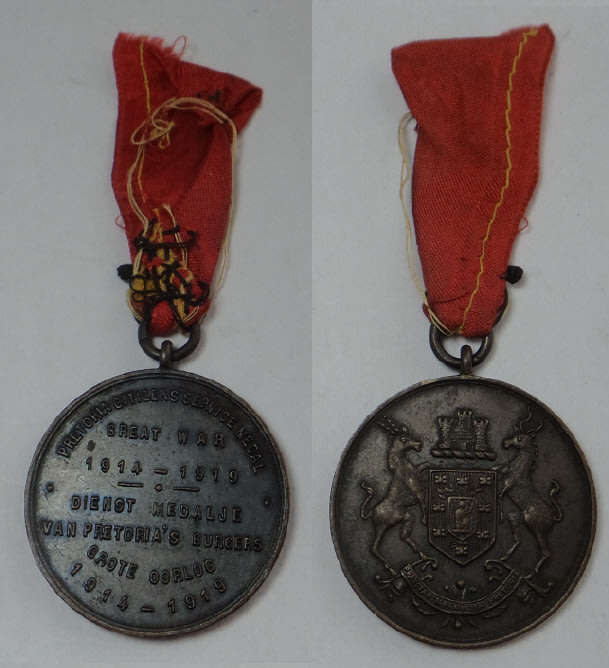 PRETORIA CITIZENS SERVICE MEDAL
GREAT WAR
1914 – 1919
DIENST MEDALJE
VAN PRETORIA'S BURGERS
GROTE OORLOG
1914 – 1919